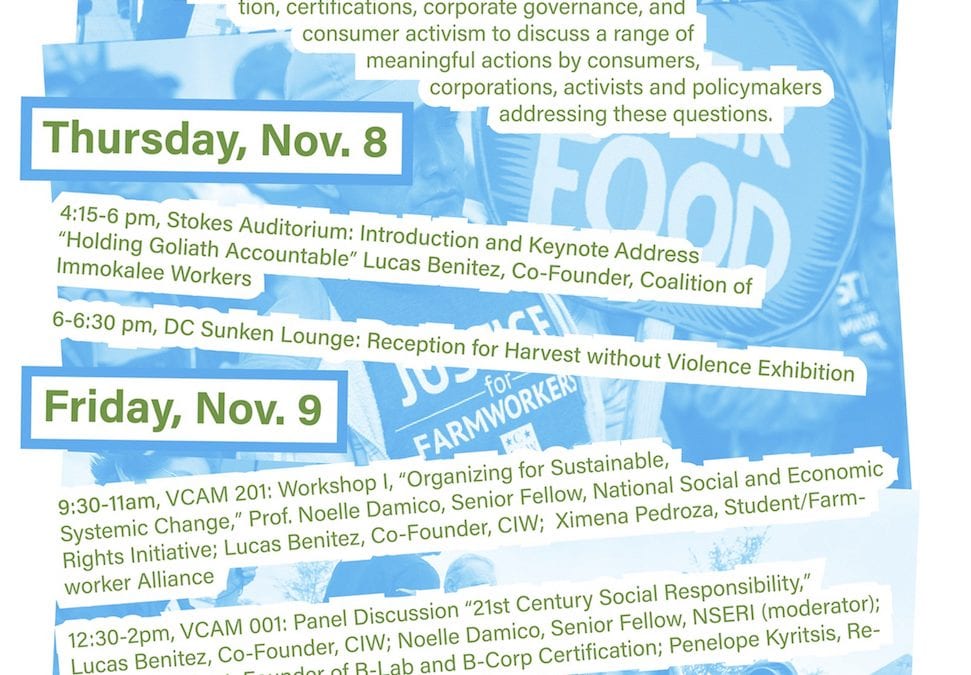 tion, certifications, corporate governance, and
consumer activism to discuss a range of
meaningful actions by consumers,
corporations, activists and policymakers
addressing these questions.
FOOD
Thursday, Nov. 8
4:15-6 pm, Stokes Auditorium: Introduction and Keynote Address
“Holding Goliath Accountable” Lucas Benitez, Co-Founder, Coalition of
Immokalee Workers
6-6:30 pm, DC Sunken Lounge: Reception for Harvest without Violence Exhibition
JUSTICE
for
FARMWORKERS
Friday, Nov. 9
9:30-11am, VCAM 201: Workshop I, “Organizing for Sustainable,
Systemic Change,” Prof. Noelle Damico, Senior Fellow, National Social and Economic
Rights Initiative; Lucas Benitez, Co-Founder, CIW;  Ximena Pedroza, Student/Farm-
worker Alliance
12:30-2pm, VCAM 001: Panel Discussion “21st Century Social Responsibility,”
Lucas Benitez, Co-Founder, CIW; Noelle Damico, Senior Fellow, NSERI (moderator);
Founder of B-Lab and B-Corp Certification; Penelope Kyritsis, Re-